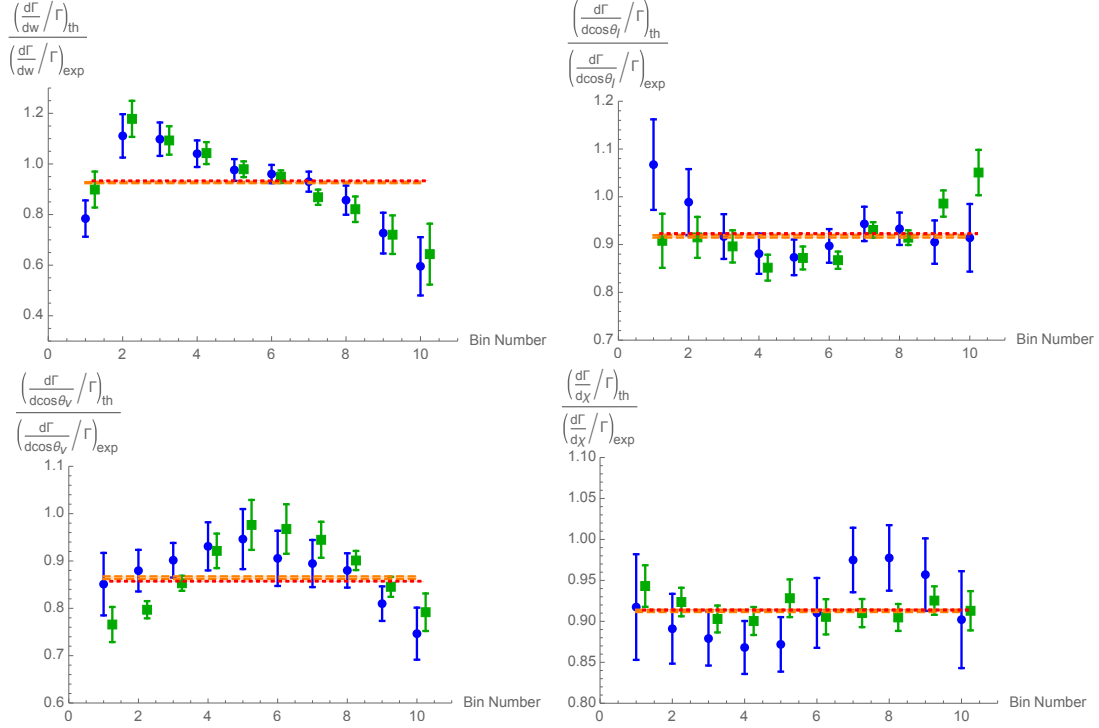 (dΓ/dw / Γ)th
(dΓ/dw / Γ)exp
1.2
1.0
0.8
0.6
0.4
0 2 4 6 8 10 Bin Number
(dΓ/dcosθl / Γ)th
(dΓ/dcosθl / Γ)exp
1.2
1.1
1.0
0.9
0.8
0.7
0 2 4 6 8 10 Bin Number
(dΓ/dcosθv / Γ)th
(dΓ/dcosθv / Γ)exp
1.1
1.0
0.9
0.8
0.7
0.6
0 2 4 6 8 10 Bin Number
(dΓ/dχ / Γ)th
(dΓ/dχ / Γ)exp
1.10
1.05
1.00
0.95
0.90
0.85
0.80
0 2 4 6 8 10 Bin Number